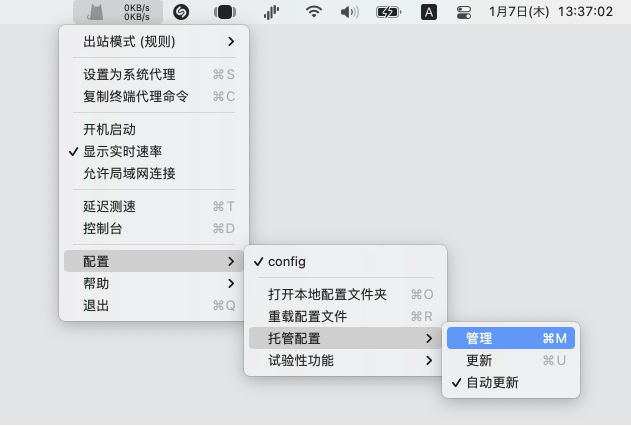 0KB/s
0KB/s
A
1月7日(木) 13:37:02
出站模式 (规则)
设置为系统代理 ⌘S
复制终端代理命令 ⌘C
开机启动
显示实时速率
允许局域网连接
延迟测速 ⌘T
控制台 ⌘D
配置
帮助
退出 ⌘Q
config
打开本地配置文件夹 ⌘O
重载配置文件 ⌘R
托管配置
试验性功能
管理 ⌘M
更新 ⌘U
自动更新